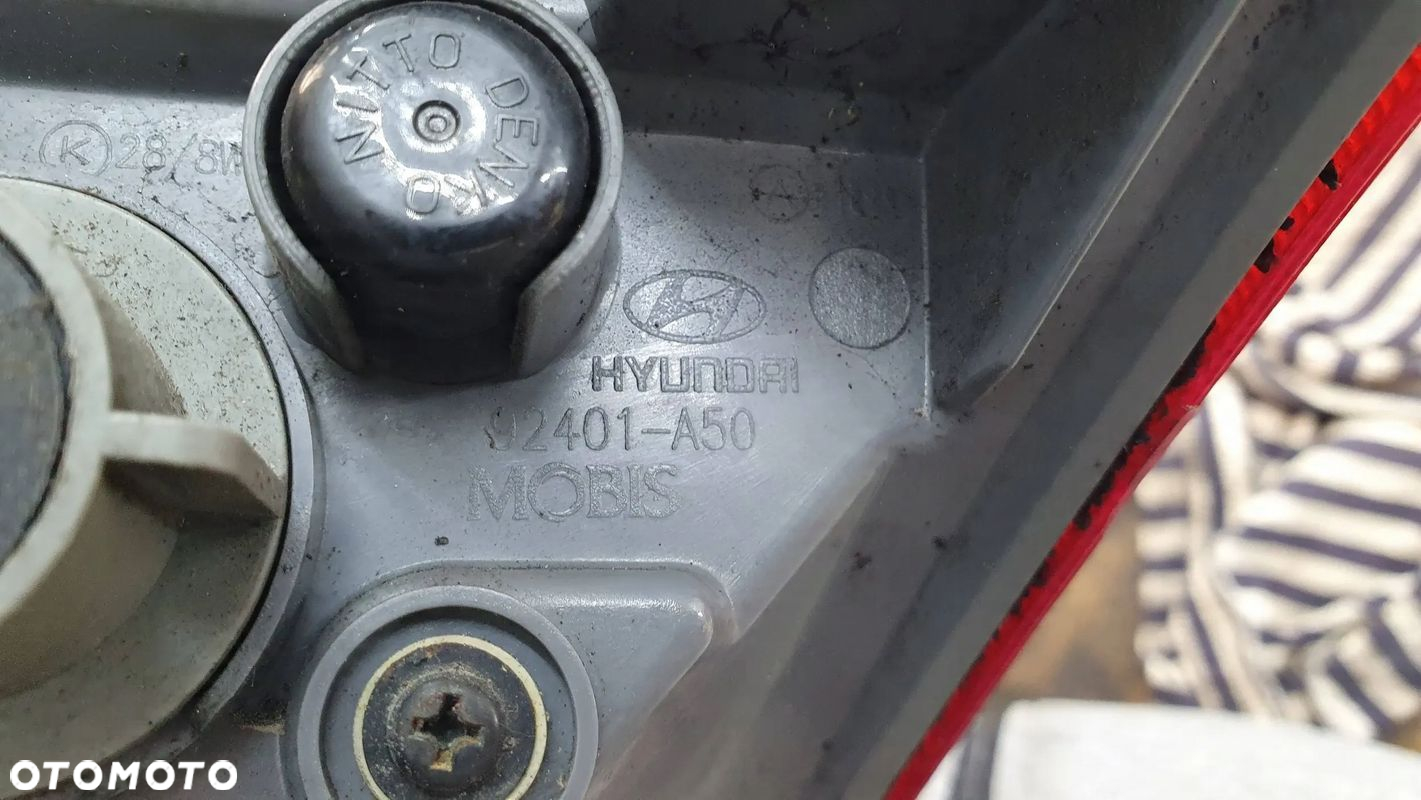 NITTO DENKO
K 28/8W
HYUNDAI
92401-A50
MOBIS
OTOMOTO